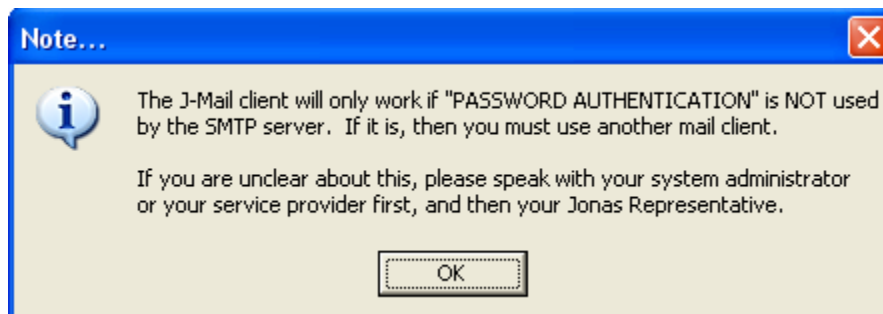 Note...
The J-Mail client will only work if "PASSWORD AUTHENTICATION" is NOT used
by the SMTP server.  If it is, then you must use another mail client.
If you are unclear about this, please speak with your system administrator
or your service provider first, and then your Jonas Representative.
OK